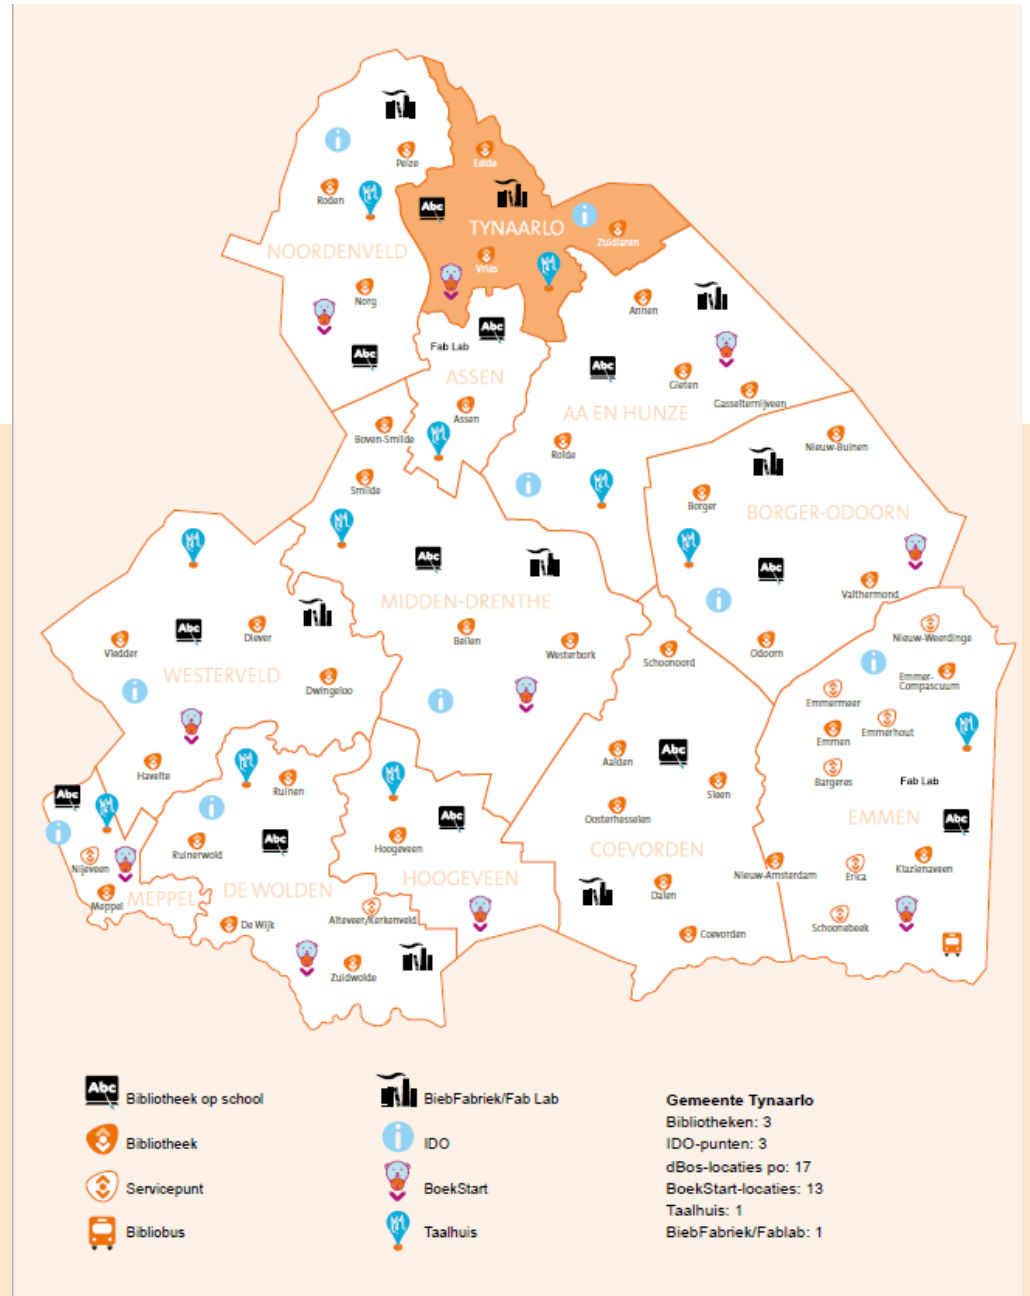 Peize
Eelde
Roden
Abc
TYNAARLO
Zuidlaren
NOORDENVELD
Vries
Norg
Annen
Abc
Fab Lab
Abc
ASSEN
Abc
Gieten
Gasselternijveen
Assen
AA EN HUNZE
Boven-Smilde
Rolde
Nieuw-Buinen
Smilde
Borger
BORGER-ODOORN
Abc
Abc
Valthermond
MIDDEN-DRENTHE
Abc
Diever
Vledder
Beilen
Westerbork
Schoonoord
Odoorn
Nieuw-Weerdinge
WESTERVELD
Dwingeloo
Emmer-
Compascuum
Emmermeer
Emmerhout
Emmen
Havelte
Aalden
Abc
Bargeres
Fab Lab
Abc
Ruinen
Sleen
Abc
Oosterhesselen
EMMEN
Abc
Ruinerwold
Abc
Hoogeveen
COEVORDEN
Nijeveen
Nieuw-Amsterdam
Erica
Klazienaveen
Meppel
MEPPEL
DE WOLDEN
HOOGEVEEN
Dalen
De Wijk
Alteveer/Kerkenveld
Coevorden
Schoonebeek
Zuidwolde
Abc
Bibliotheek op school
Bibliotheek
Servicepunt
Bibliobus
BiebFabriek/Fab Lab
IDO
BoekStart
Taalhuis
Gemeente Tynaarlo
Bibliotheken: 3
IDO-punten: 3
dBos-locaties po: 17
BoekStart-locaties: 13
Taalhuis: 1
BiebFabriek/Fablab: 1